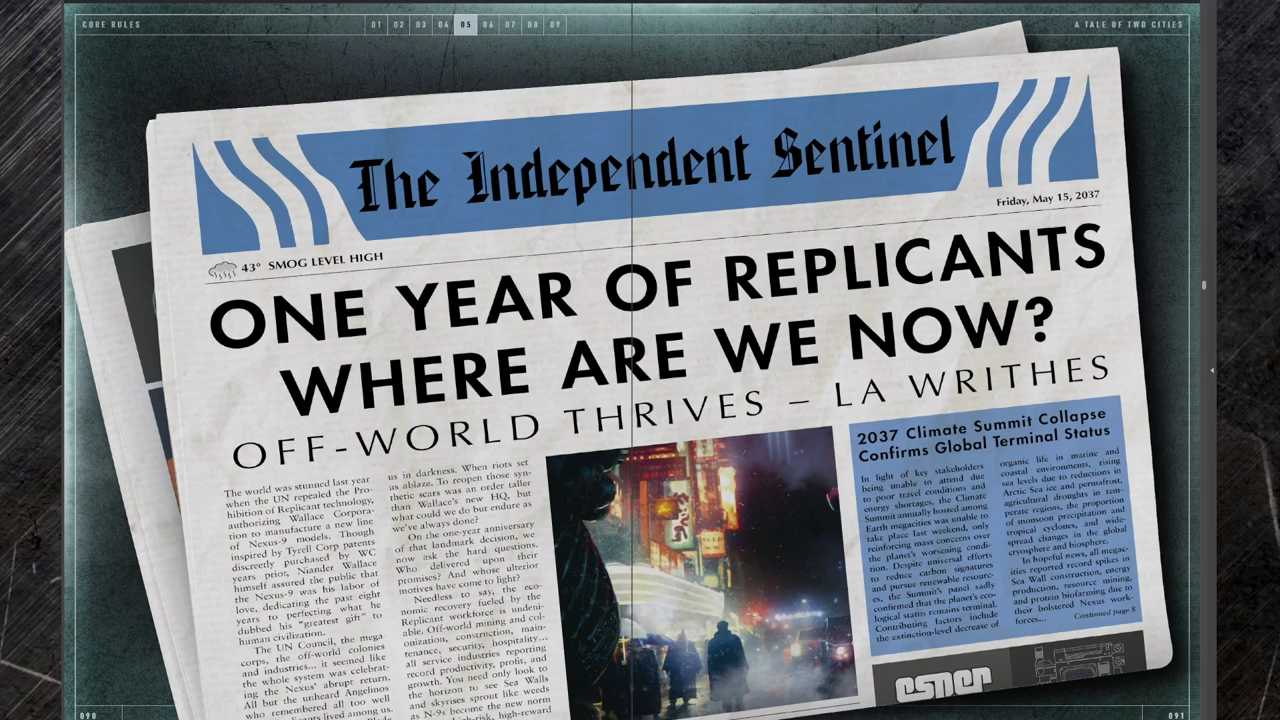 CORE RULES
01 02 03 04 05 06 07 08 09
A TALE OF TWO CITIES
The Independent Sentinel
Friday, May 15, 2037
43° SMOG LEVEL HIGH
ONE YEAR OF REPLICANTS
WHERE ARE WE NOW?
OFF-WORLD THRIVES – LA WRITHES
The world was stunned last year
when the UN repealed the Pro-
hibition of Replicant technology,
authorizing Wallace Corpora-
tion to manufacture a new line
of Nexus-9 models. Though
inspired by Tyrell Corp patents
discreetly purchased by WC
years prior, Niander Wallace
himself assured the public that
the Nexus-9 was his labor of
love, dedicating the past eight
years to perfecting what he
dubbed his “greatest gift” to
human civilization.
The UN Council, the mega
corps, the off-world colonies
and industries... it seemed like
the whole system was celebrat-
ing the Nexus' abrupt return.
All but the unheard Angelinos
who remembered all too well
lived among us.
us in darkness. When riots set
us ablaze. To reopen those syn-
thetic scars was an order taller
than Wallace's new HQ, but
what could we do but endure as
we've always done?
On the one-year anniversary
of that landmark decision, we
now ask the hard questions.
Who delivered upon their
promises? And whose ulterior
motives have come to light?
Needless to say, the eco-
nomic recovery fueled by the
Replicant workforce is undeni-
able. Off-world mining and col-
onization, construction, main-
tenance, security, hospitality...
all service industries reporting
record productivity, profit, and
growth. You need only look to
the horizon to see Sea Walls
and skyrises sprout like weeds
as N-9s become the new norm
high-risk, high-reward
2037 Climate Summit Collapse
Confirms Global Terminal Status
In light of key stakeholders
being unable to attend due
to poor travel conditions and
energy shortages, the Climate
Summit annually hosted among
Earth megacities was unable to
take place last weekend, only
reinforcing mass concerns over
the planet's worsening condi-
tion. Despite universal efforts
to reduce carbon signatures
and pursue renewable resourc-
es, the Summit's panel sadly
confirmed that the planet's eco-
logical status remains terminal.
Contributing factors include
the extinction-level decrease of
organic life in marine and
coastal environments, rising
sea levels due to reductions in
Arctic Sea ice and permafrost,
agricultural droughts in tem-
perate regions, the proportion
of monsoon precipitation and
tropical cyclones, and wide-
spread changes in the global
cryosphere and biosphere.
In hopeful news, all megac-
ities reported record spikes in
Sea Wall construction, energy
production, resource mining,
and protein biofarming due to
their bolstered Nexus work-
forces...
Continued page 8
esper
090
091